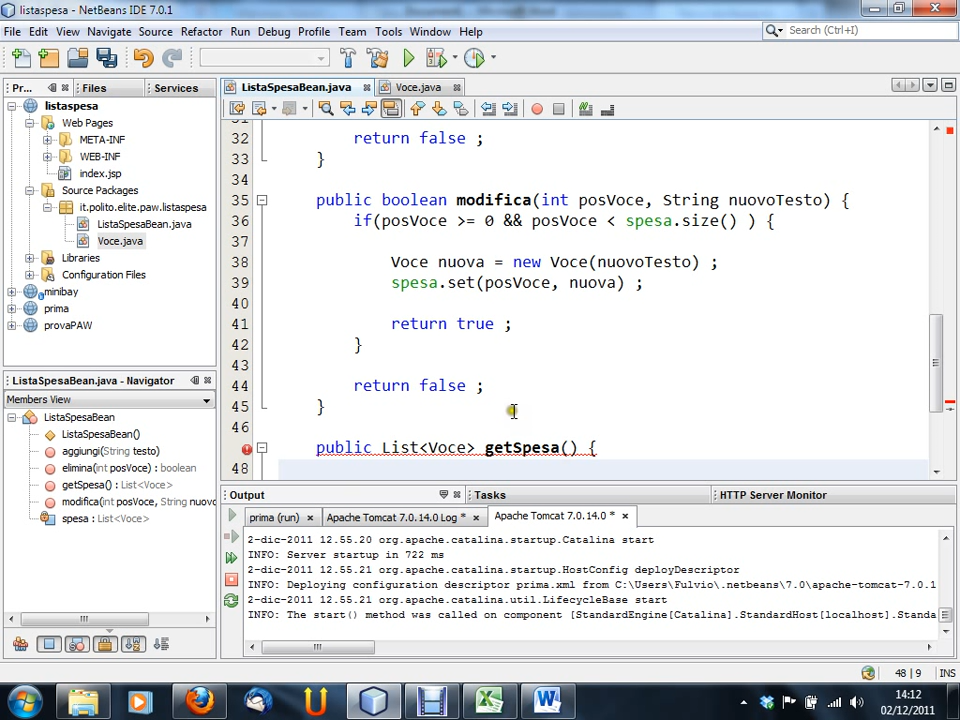 listaspesa - NetBeans IDE 7.0.1
File Edit View Navigate Source Refactor Run Debug Profile Team Tools Window Help
Search (Ctrl+I)
Pr... Files Services
listaspesa
Web Pages
META-INF
WEB-INF
index.jsp
Source Packages
it.polito.elite.paw.listaspesa
ListaSpesaBean.java
Voce.java
Libraries
Configuration Files
minibay
prima
provaPAW
ListaSpesaBean.java - Navigator
Members View
ListaSpesaBean
ListaSpesaBean()
aggiungi(String testo)
elimina(int posVoce) : boolean
getSpesa() : List<Voce>
modifica(int posVoce, String nuovo
spesa : List<Voce>
ListaSpesaBean.java Voce.java
31
32 return false ;
33 }
34
35 public boolean modifica(int posVoce, String nuovoTesto) {
36 if(posVoce >= 0 && posVoce < spesa.size() ) {
37
38 Voce nuova = new Voce(nuovoTesto) ;
39 spesa.set(posVoce, nuova) ;
40
41 return true ;
42 }
43
44 return false ;
45 }
46
public List<Voce> getSpesa() {
48
Output Tasks HTTP Server Monitor
prima (run) Apache Tomcat 7.0.14.0 Log * Apache Tomcat 7.0.14.0 *
2-dic-2011 12.55.20 org.apache.catalina.startup.Catalina start
INFO: Server startup in 722 ms
2-dic-2011 12.55.21 org.apache.catalina.startup.HostConfig deployDescriptor
INFO: Deploying configuration descriptor prima.xml from C:\Users\Fulvio\.netbeans\7.0\apache-tomcat-7.0.1
2-dic-2011 12.55.21 org.apache.catalina.util.LifecycleBase start
INFO: The start() method was called on component [StandardEngine[Catalina].StandardHost[localhost].Standa
48 | 9 INS
14:12
02/12/2011